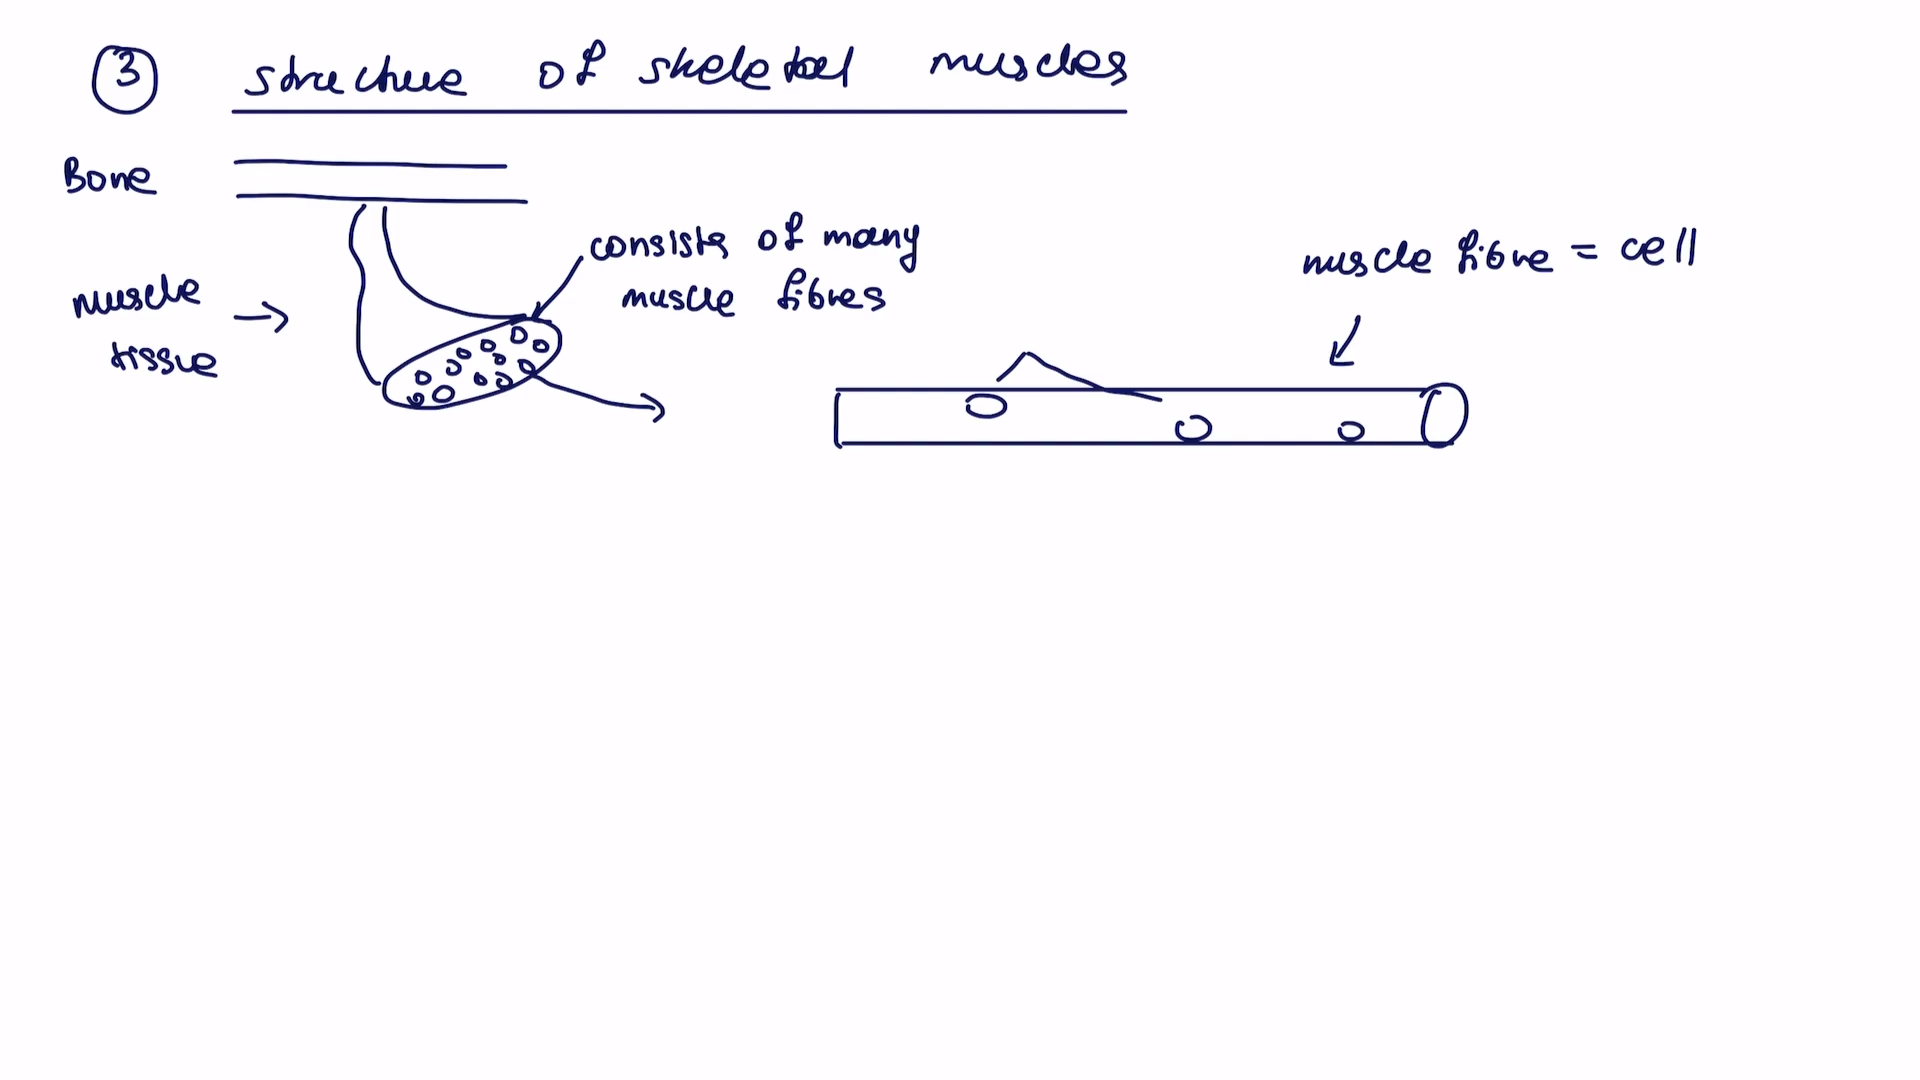 3 structure of skeletal muscles
Bone
consists of many
muscle fibres
muscle fibre = cell
muscle
tissue